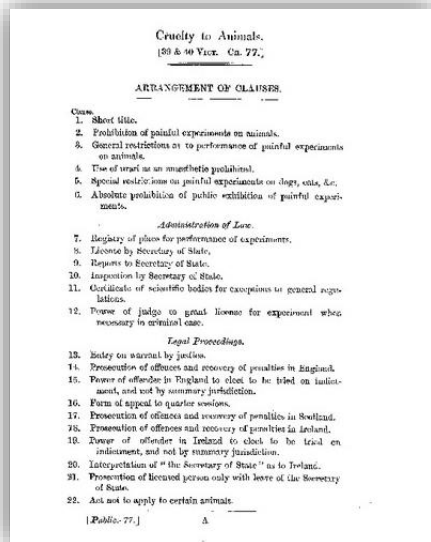 Cruelty to Animals.
[39 & 40 VICT. CH. 77.]
ARRANGEMENT OF CLAUSES.
Clause.
1. Short title.
2. Prohibition of painful experiments on animals.
3. General restrictions as to performance of painful experiments
on animals.
4. Use of urari as an anæsthetic prohibited.
5. Special restrictions on painful experiments on dogs, cats, &c.
6. Absolute prohibition of public exhibition of painful experi-
ments.
Administration of Law.
7. Registry of place for performance of experiments.
8. License by Secretary of State.
9. Reports to Secretary of State.
10. Inspection by Secretary of State.
11. Certificate of scientific bodies for exceptions to general regu-
lations.
12. Power of judge to grant license for experiment when
necessary in criminal case.
Legal Proceedings.
13. Entry on warrant by justice.
14. Prosecution of offences and recovery of penalties in England.
15. Power of offender in England to elect to be tried on indict-
ment, and not by summary jurisdiction.
16. Form of appeal to quarter sessions.
17. Prosecution of offences and recovery of penalties in Scotland.
18. Prosecution of offences and recovery of penalties in Ireland.
19. Power of offender in Ireland to elect to be tried on
indictment, and not by summary jurisdiction.
20. Interpretation of "the Secretary of State" as to Ireland.
21. Prosecution of licensed person only with leave of the Secretary
of State.
22. Act not to apply to certain animals.
[Public.-77.] A